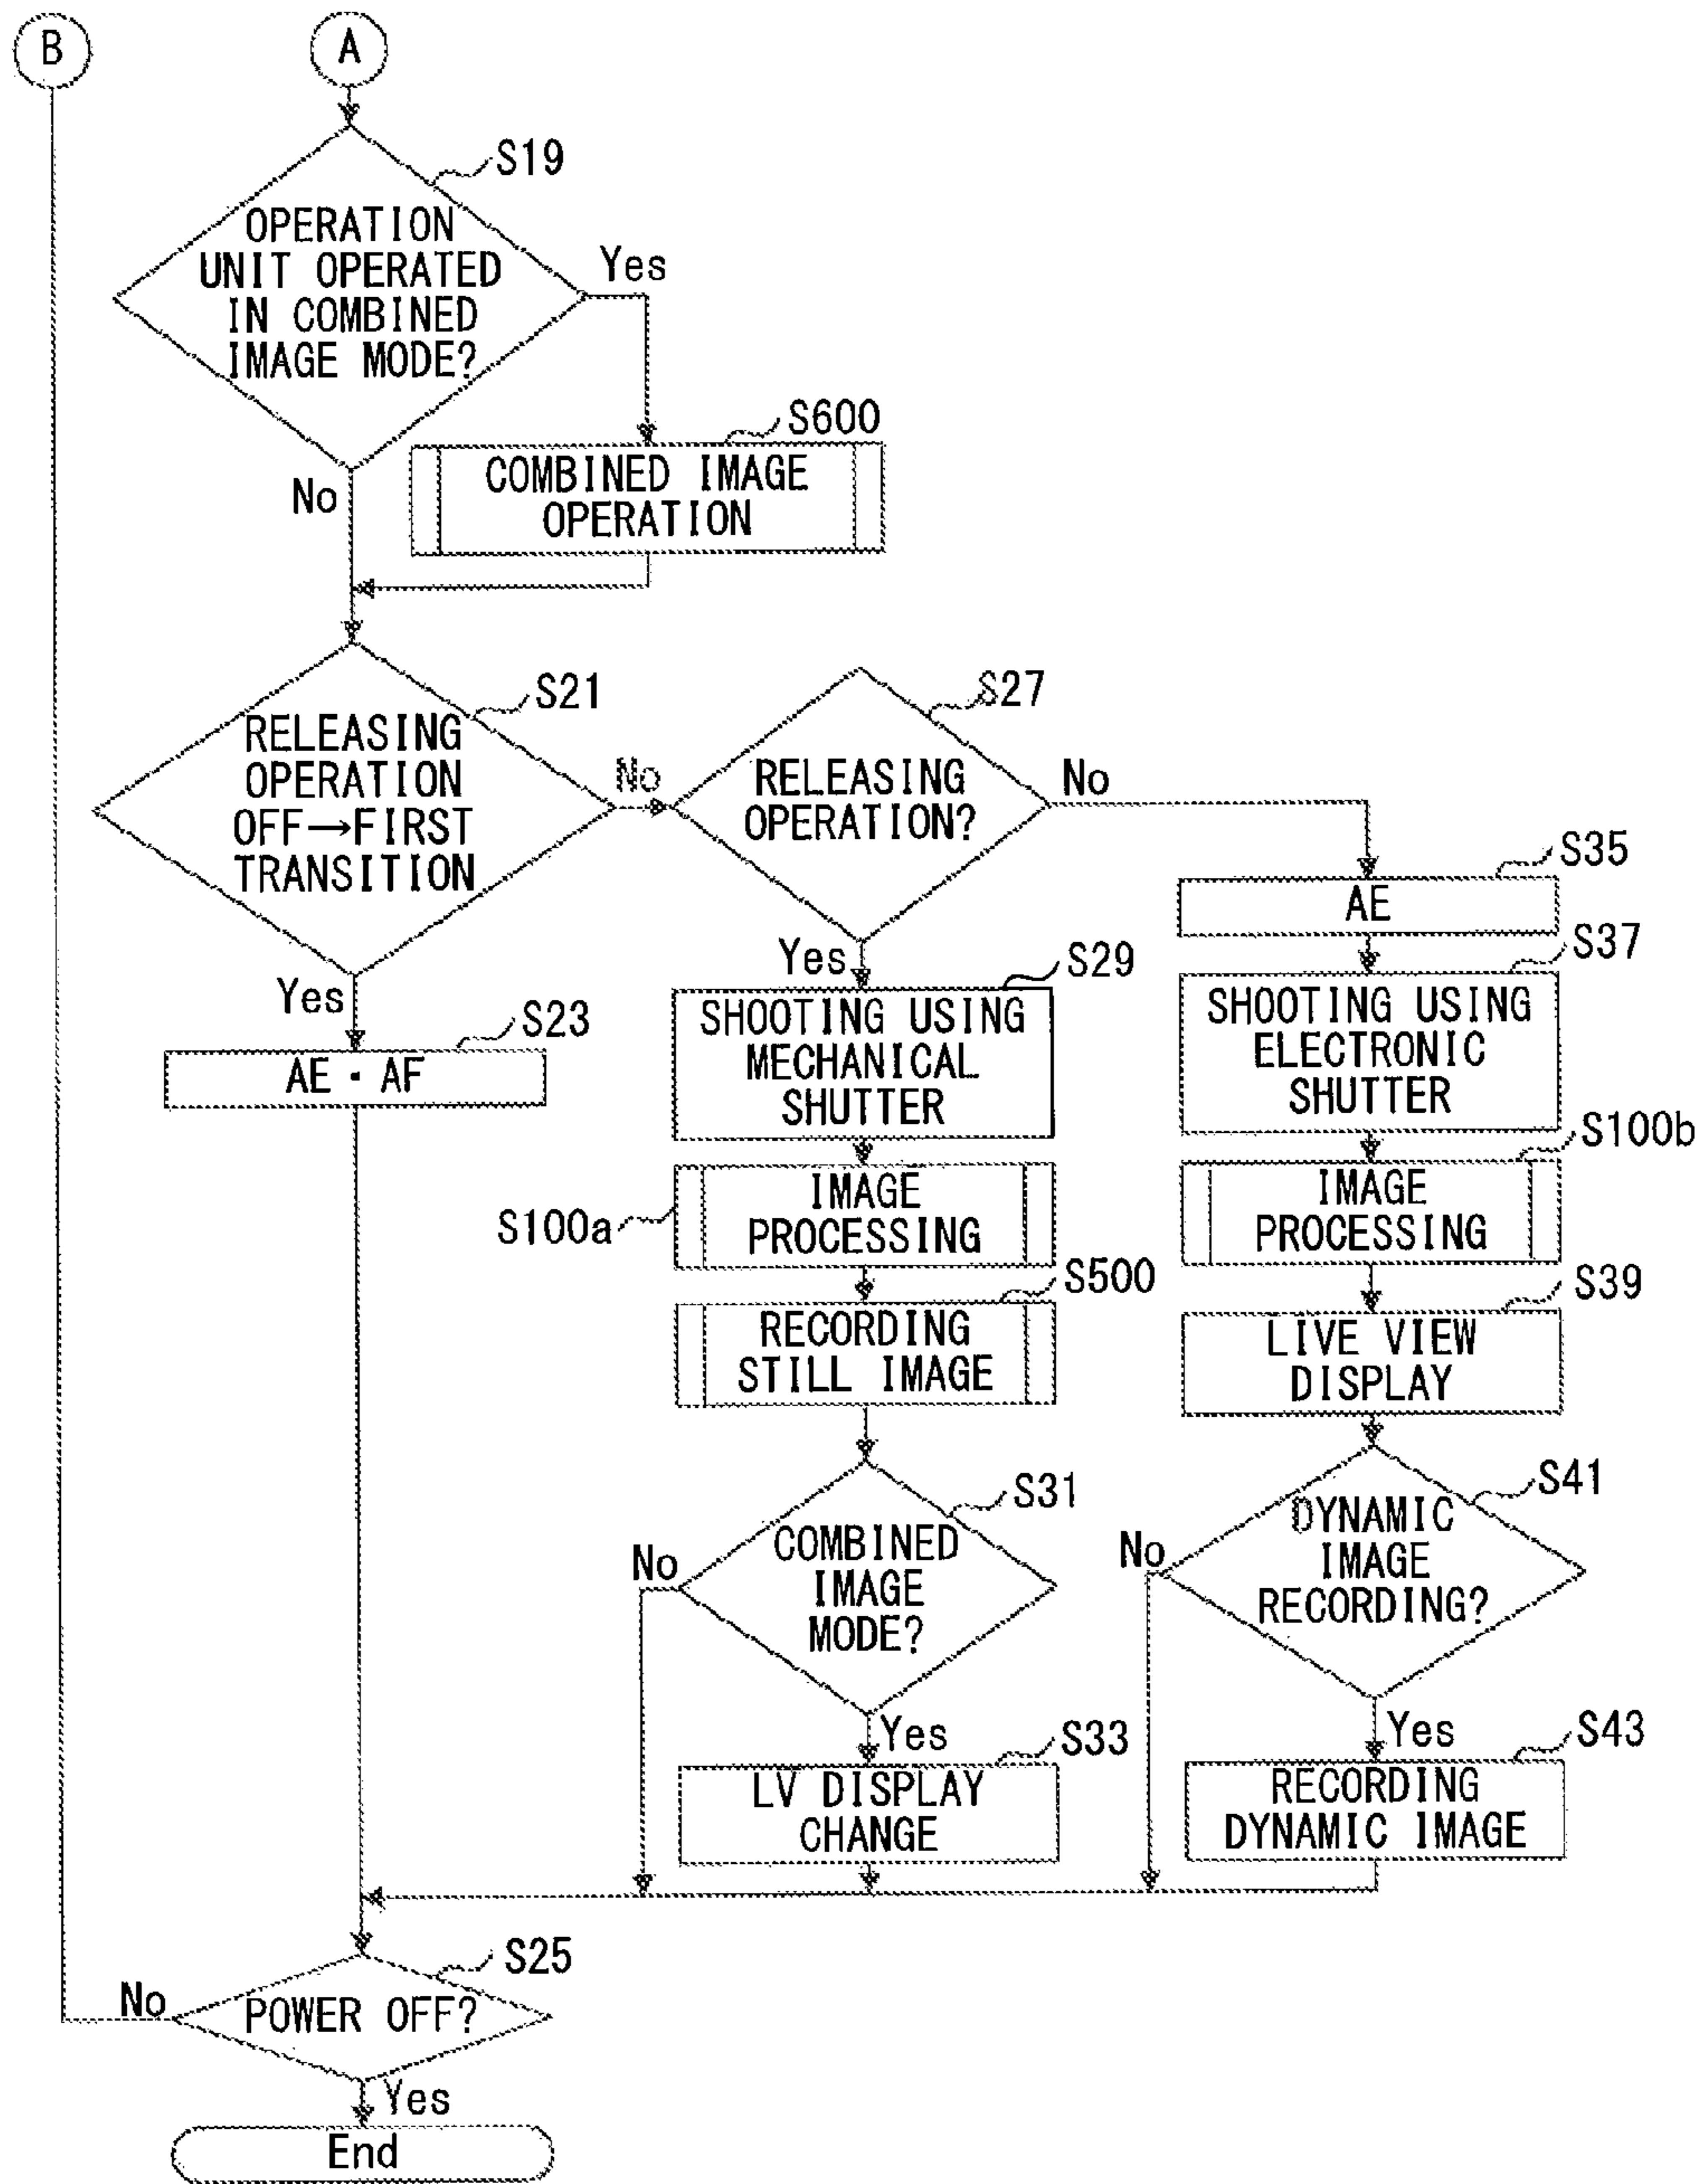 B
A
S19
OPERATION
UNIT OPERATED
IN COMBINED
IMAGE MODE?
Yes
No
S600
COMBINED IMAGE
OPERATION
S21
RELEASING
OPERATION
OFF→FIRST
TRANSITION
No
Yes
S27
RELEASING
OPERATION?
No
Yes
S23
AE・AF
S29
SHOOTING USING
MECHANICAL
SHUTTER
S100a
IMAGE
PROCESSING
S500
RECORDING
STILL IMAGE
S31
COMBINED
IMAGE
MODE?
No
Yes
S33
LV DISPLAY
CHANGE
S35
AE
S37
SHOOTING USING
ELECTRONIC
SHUTTER
S100b
IMAGE
PROCESSING
S39
LIVE VIEW
DISPLAY
S41
DYNAMIC
IMAGE
RECORDING?
No
Yes
S43
RECORDING
DYNAMIC IMAGE
S25
POWER OFF?
No
Yes
End